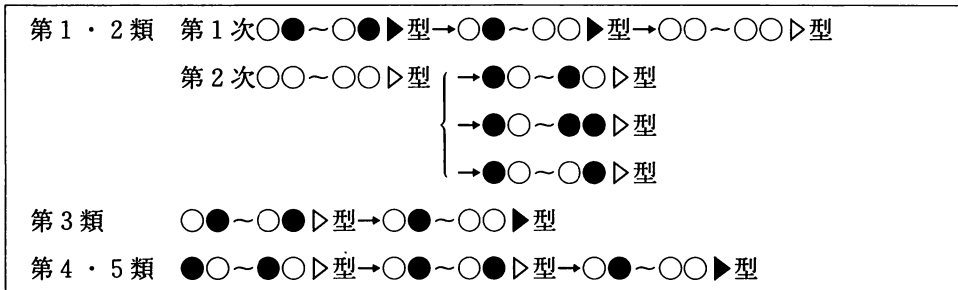 第1・2類 第1次○●~○●▶型→○●~○○▶型→○○~○○▷型
第2次○○~○○▷型 →●○~●○▷型
→●○~●●▷型
→●○~○●▷型
第3類 ○●~○●▷型→○●~○○▶型
第4・5類 ●○~●○▷型→○●~○●▷型→○●~○○▶型